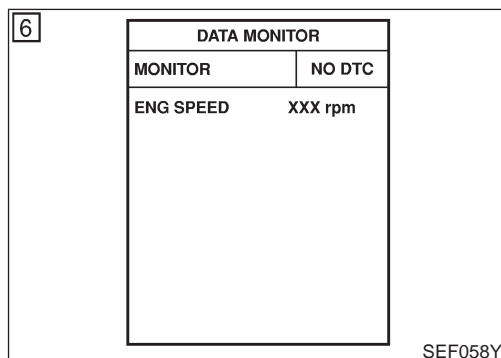 6
DATA MONITOR
MONITOR NO DTC
ENG SPEED XXX rpm
SEF058Y